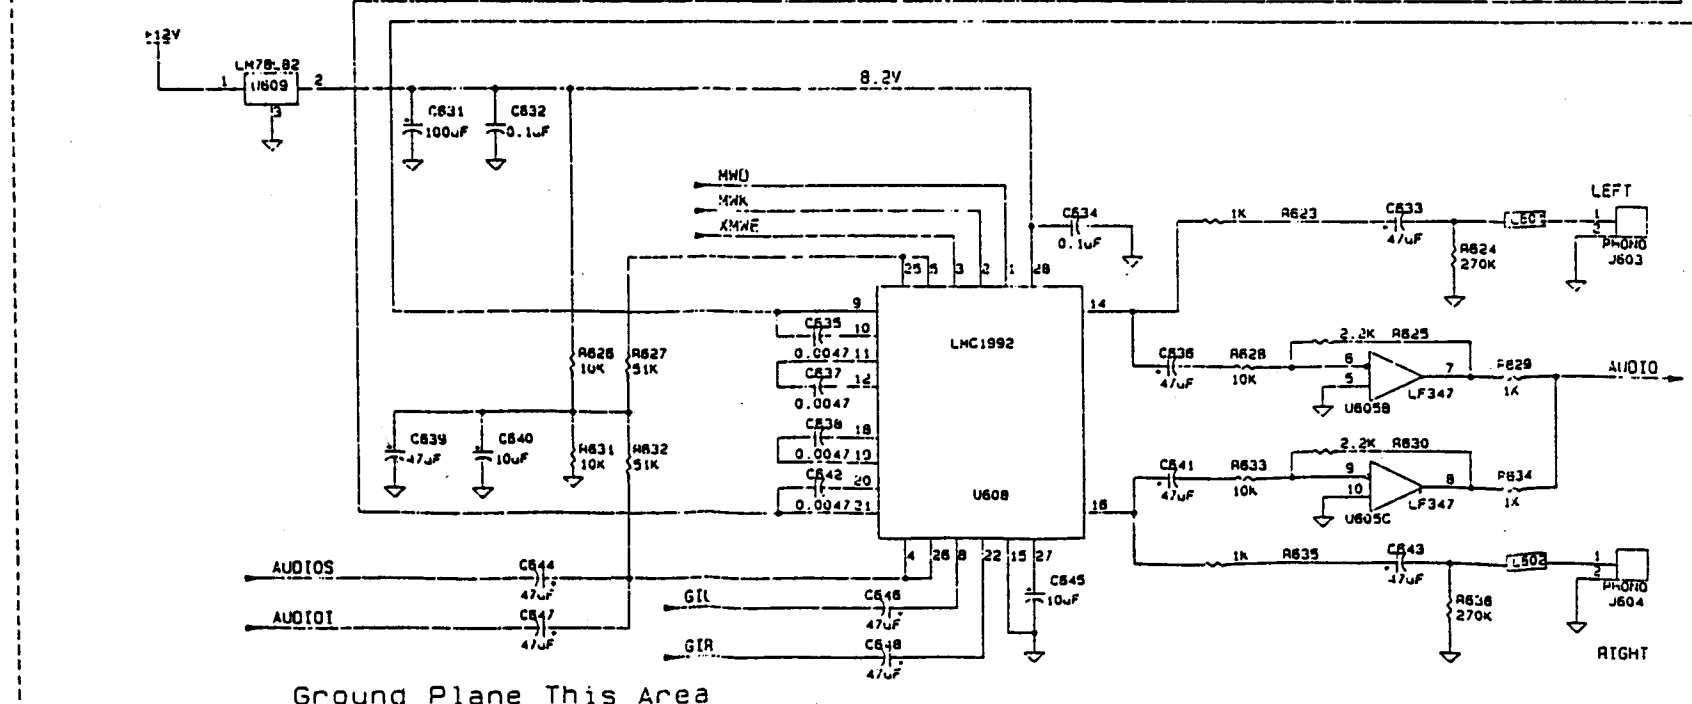 +12V
LM78L82
1
U609
2
3
8.2V
C631
100uF
C632
0.1uF
MWD
MWK
XMWE
C634
0.1uF
25 5 3 2 1 28
1K R623
C633
47uF
R624
270K
LEFT
1
2
PHONO
J603
9
C635 10
0.0047 11
C637 12
0.0047
C638 18
0.0047 19
C642 20
0.0047 21
LMC1992
U608
14
16
R626
10K
R627
51K
C639
47uF
C640
10uF
R631
10K
R632
51K
C636
47uF
R628
10K
2.2K R625
6
5
7
U605B
LF347
R629
1K
AUDIO
C641
47uF
R633
10K
2.2K R630
9
10
8
U605C
LF347
R634
1K
4 26 8 22 15 27
1K R635
C643
47uF
L602
1
2
PHONO
J604
R636
270K
RIGHT
AUDIOS
C644
47uF
AUDIOI
C647
47uF
GIL
C646
47uF
GIR
C648
47uF
C645
10uF
Ground Plane This Area